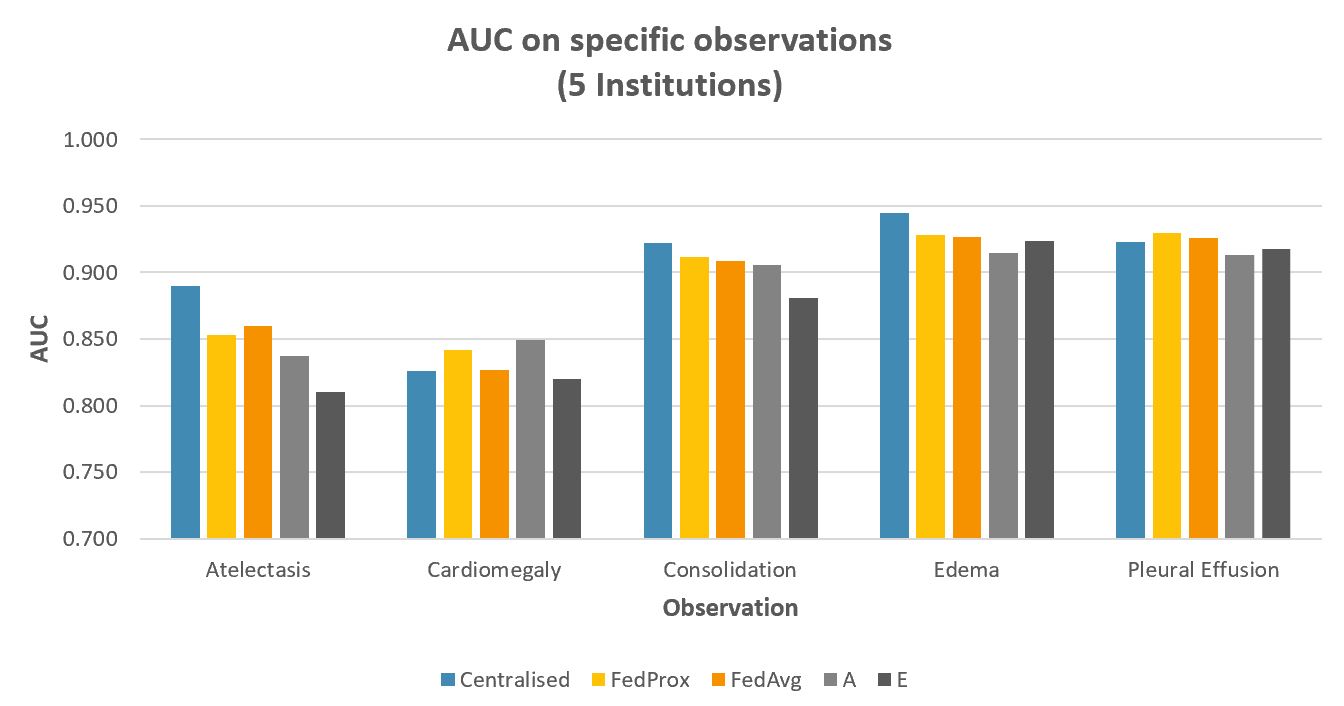 AUC on specific observations
(5 Institutions)
1.000
0.950
0.900
0.850
0.800
0.750
0.700
AUC
Atelectasis Cardiomegaly Consolidation Edema Pleural Effusion
Observation
Centralised FedProx FedAvg A E